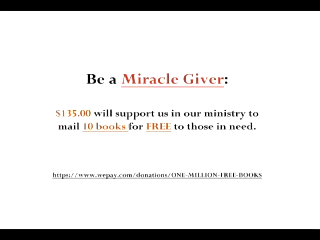 Be a Miracle Giver:
$135.00 will support us in our ministry to
mail 10 books for FREE to those in need.
https://www.wepay.com/donations/ONE-MILLION-FREE-BOOKS